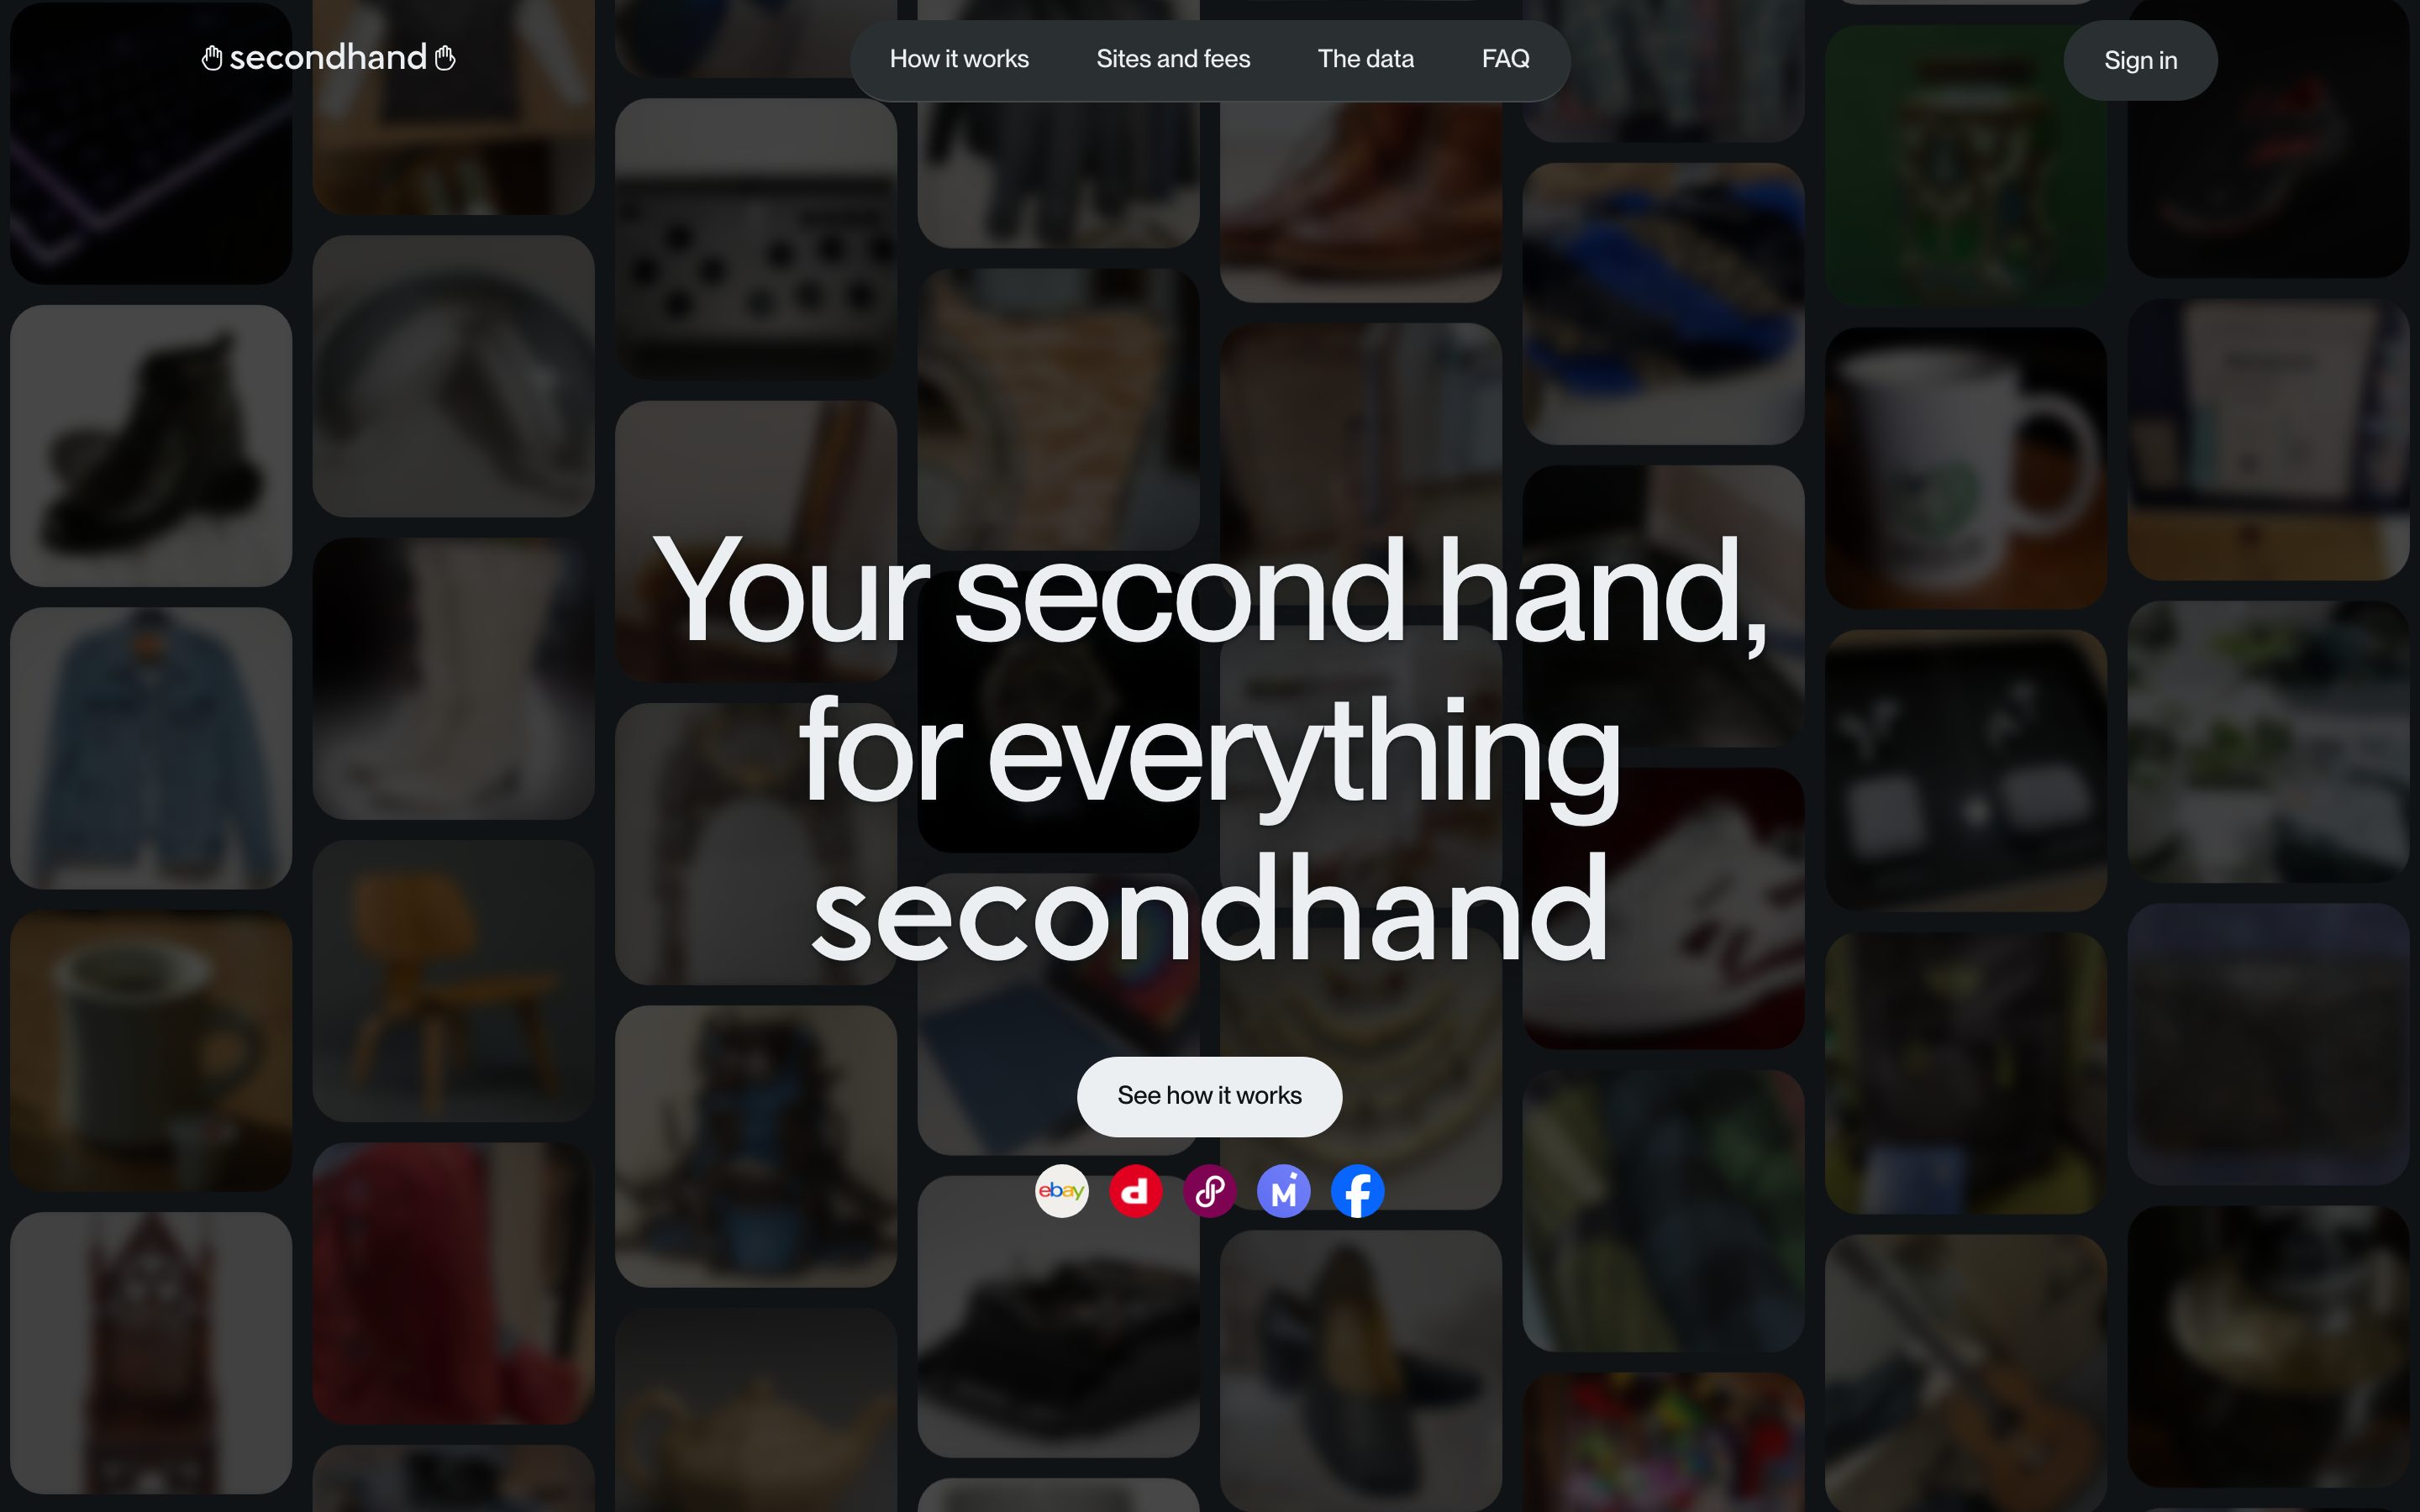 secondhand
How it works
Sites and fees
The data
FAQ
Sign in
Your second hand,
for everything
secondhand
See how it works
ebay